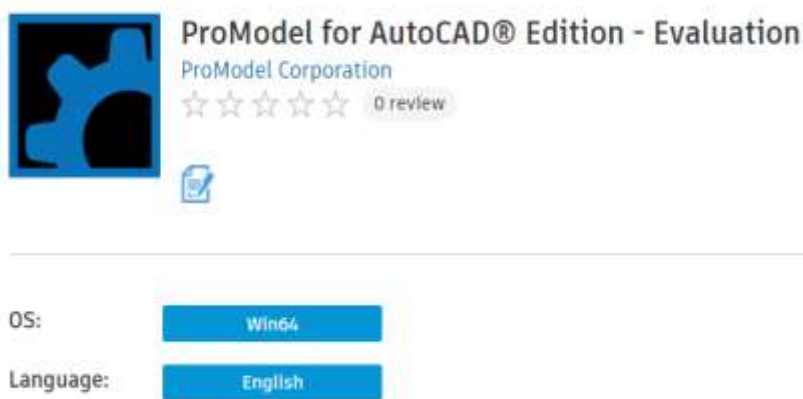 ProModel for AutoCAD® Edition - Evaluation
ProModel Corporation
0 review
OS:
Win64
Language:
English